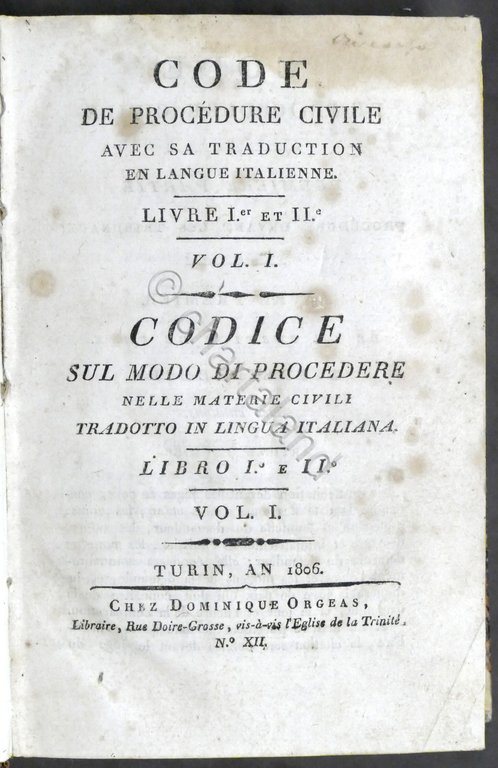 CODE
DE PROCÉDURE CIVILE
AVEC SA TRADUCTION
EN LANGUE ITALIENNE.
LIVRE I.er ET II.e
VOL. I.
CODICE
SUL MODO DI PROCEDERE
NELLE MATERIE CIVILI
TRADOTTO IN LINGUA ITALIANA.
LIBRO I.o E II.o
VOL. I.
TURIN, AN 1806.
CHEZ DOMINIQUE ORGEAS,
Libraire, Rue Doire-Grosse, vis-à-vis l'Eglise de la Trinité,
N.o XII.
© chartaland